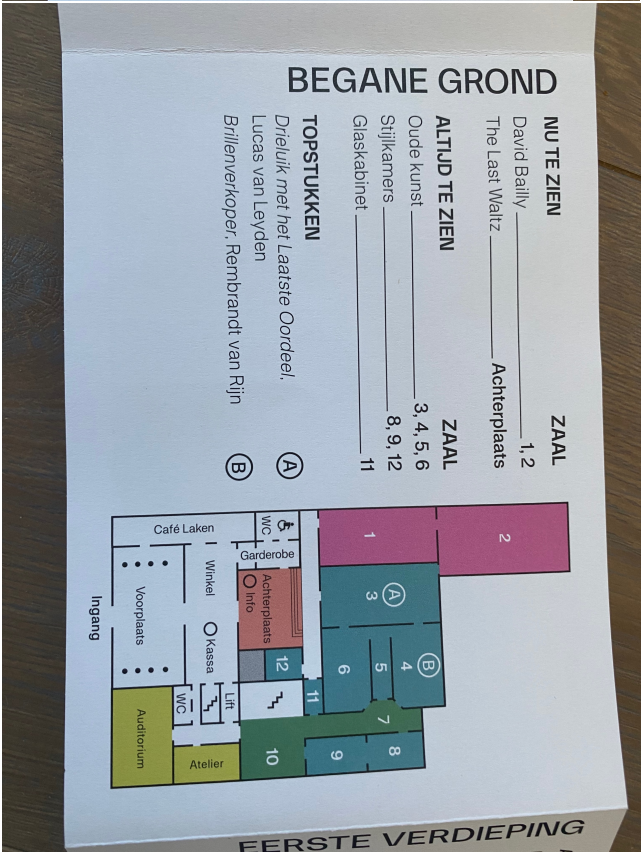 BEGANE GROND
NU TE ZIEN ZAAL
David Bailly 1, 2
The Last Waltz Achterplaats
ALTIJD TE ZIEN ZAAL
Oude kunst 3, 4, 5, 6
Stijlkamers 8, 9, 12
Glaskabinet 11
TOPSTUKKEN
Drieluik met het Laatste Oordeel,
Lucas van Leyden A
Brillenverkoper, Rembrandt van Rijn B
2
1
3
A
4
B
5
6
7
8
9
10
11
12
Café Laken
WC
Garderobe
Achterplaats
Info
Winkel
Kassa
Voorplaats
Ingang
Lift
WC
Auditorium
Atelier
EERSTE VERDIEPING